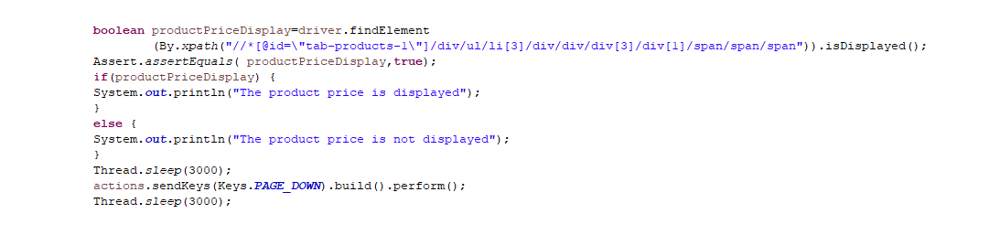 boolean productPriceDisplay=driver.findElement
(By.xpath("//*[@id=\"tab-products-1\"]/div/ul/li[3]/div/div/div[3]/div[1]/span/span/span")).isDisplayed();
Assert.assertEquals( productPriceDisplay,true);
if(productPriceDisplay) {
System.out.println("The product price is displayed");
}
else {
System.out.println("The product price is not displayed");
}
Thread.sleep(3000);
actions.sendKeys(Keys.PAGE_DOWN).build().perform();
Thread.sleep(3000);